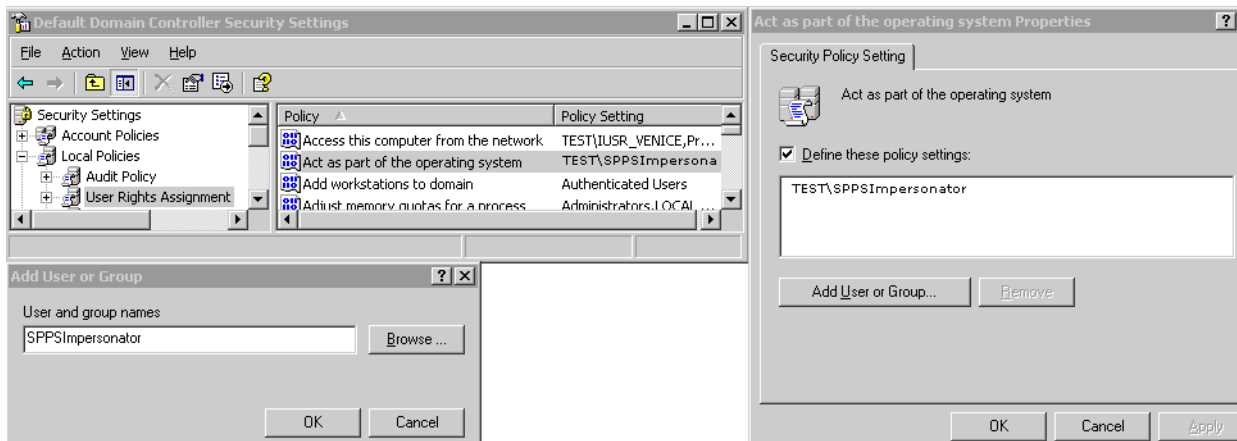 Default Domain Controller Security Settings
File Action View Help
Security Settings
Account Policies
Local Policies
Audit Policy
User Rights Assignment
Policy Policy Setting
Access this computer from the network TEST\IUSR_VENICE,Pr...
Act as part of the operating system TEST\SPPSImpersona
Add workstations to domain Authenticated Users
Adjust memory quotas for a process Administrators,LOCAL ...
Add User or Group
User and group names
SPPSImpersonator
Browse ...
OK Cancel
Act as part of the operating system Properties
Security Policy Setting
Act as part of the operating system
Define these policy settings:
TEST\SPPSImpersonator
Add User or Group... Remove
OK Cancel Apply